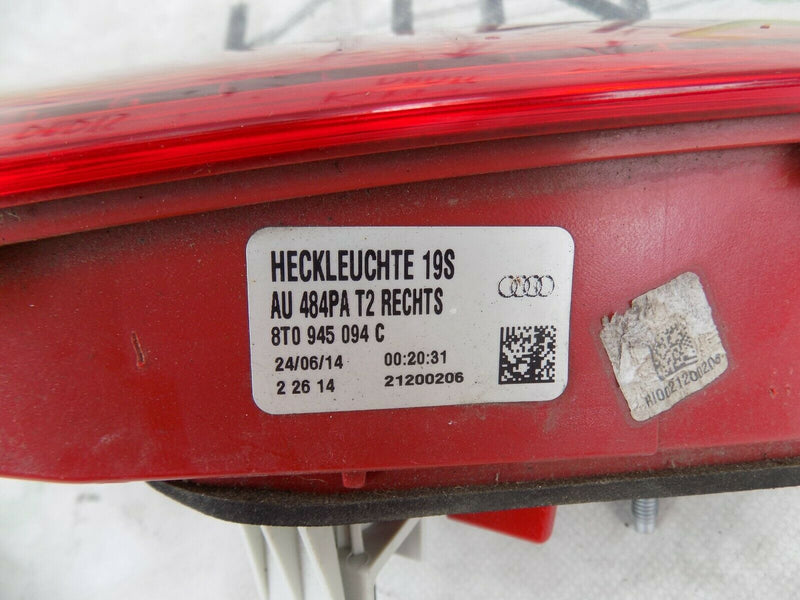 HECKLEUCHTE 19S
AU 484PA T2 RECHTS
8T0 945 094 C
24/06/14 00:20:31
2 26 14 21200206